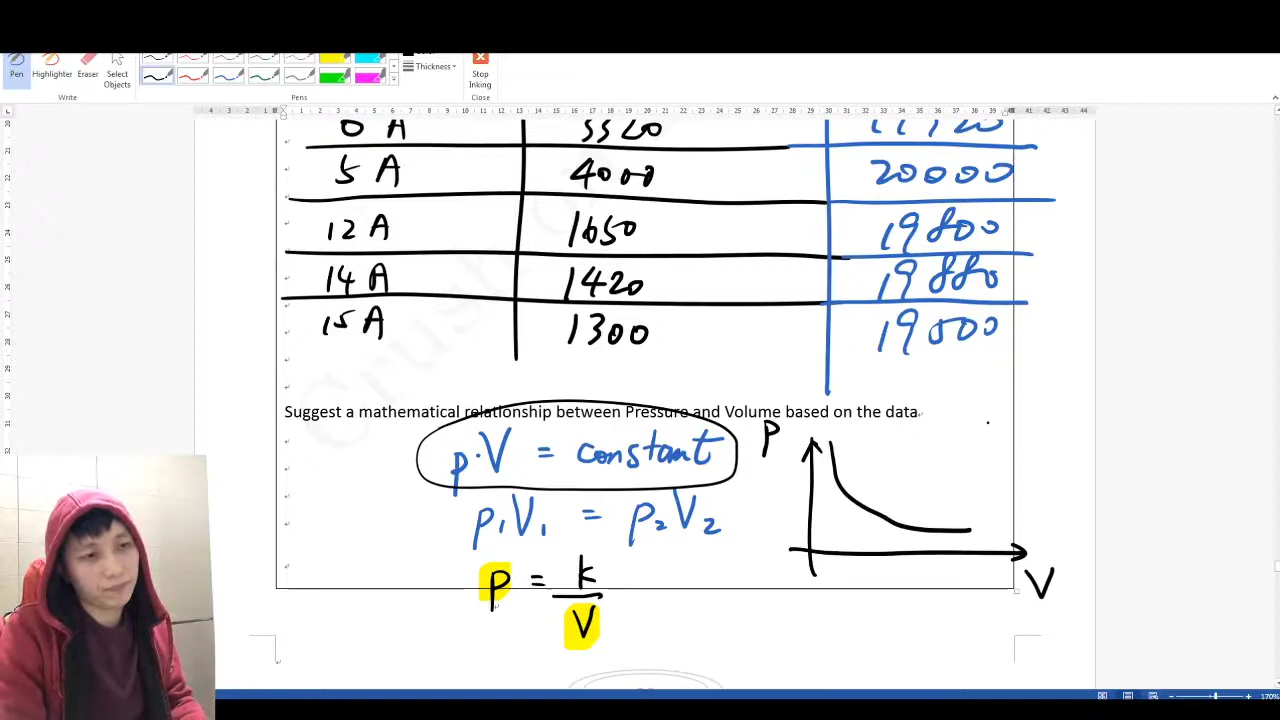 Pen Highlighter Eraser Select Objects Thickness Stop Inking
Write Pens Close
5 A 4000 20000
12 A 1650 19800
14 A 1420 19880
15 A 1300 19500
Suggest a mathematical relationship between Pressure and Volume based on the data.
p·V = constant
P
p₁V₁ = p₂V₂
p = k
V
V
170%